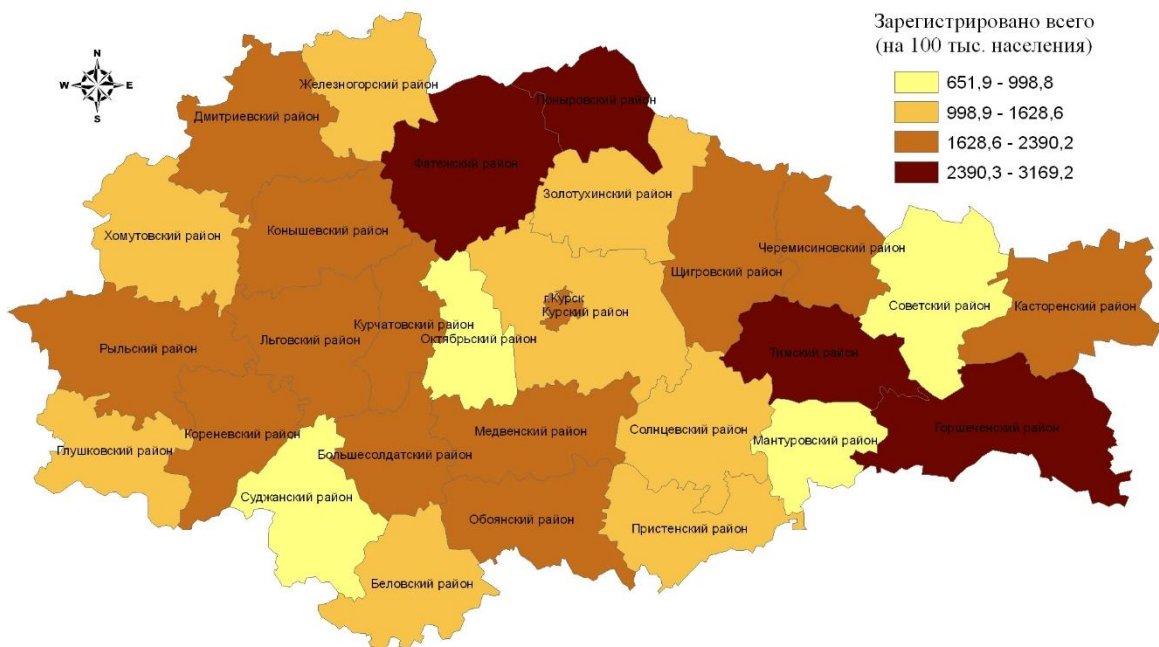 Зарегистрировано всего
(на 100 тыс. населения)
651,9 - 998,8
998,9 - 1628,6
1628,6 - 2390,2
2390,3 - 3169,2
N
W E
S
Железногорский район
Дмитриевский район
Поныровский район
Фатежский район
Золотухинский район
Хомутовский район
Конышевский район
Черемисиновский район
Щигровский район
г.Курск
Курский район
Советский район
Касторенский район
Курчатовский район
Октябрьский район
Рыльский район
Льговский район
Тимский район
Кореневский район
Медвенский район
Солнцевский район
Мантуровский район
Горшеченский район
Глушковский район
Большесолдатский район
Суджанский район
Обоянский район
Пристенский район
Беловский район